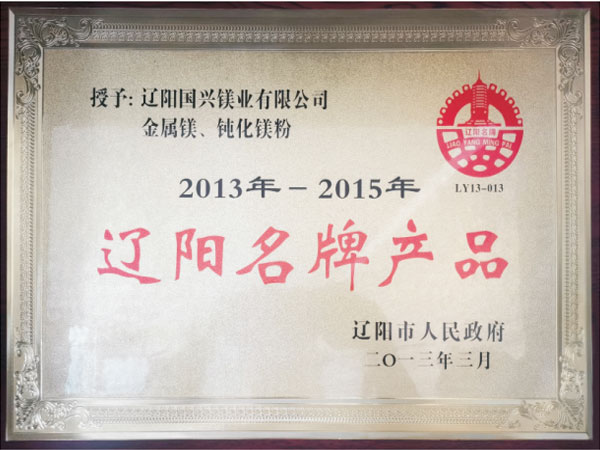 授予: 辽阳国兴镁业有限公司
金属镁、钝化镁粉
辽阳名牌
LIAO YANG MING PAI
LY13-013
2013年-2015年
辽阳名牌产品
辽阳市人民政府
二〇一三年三月